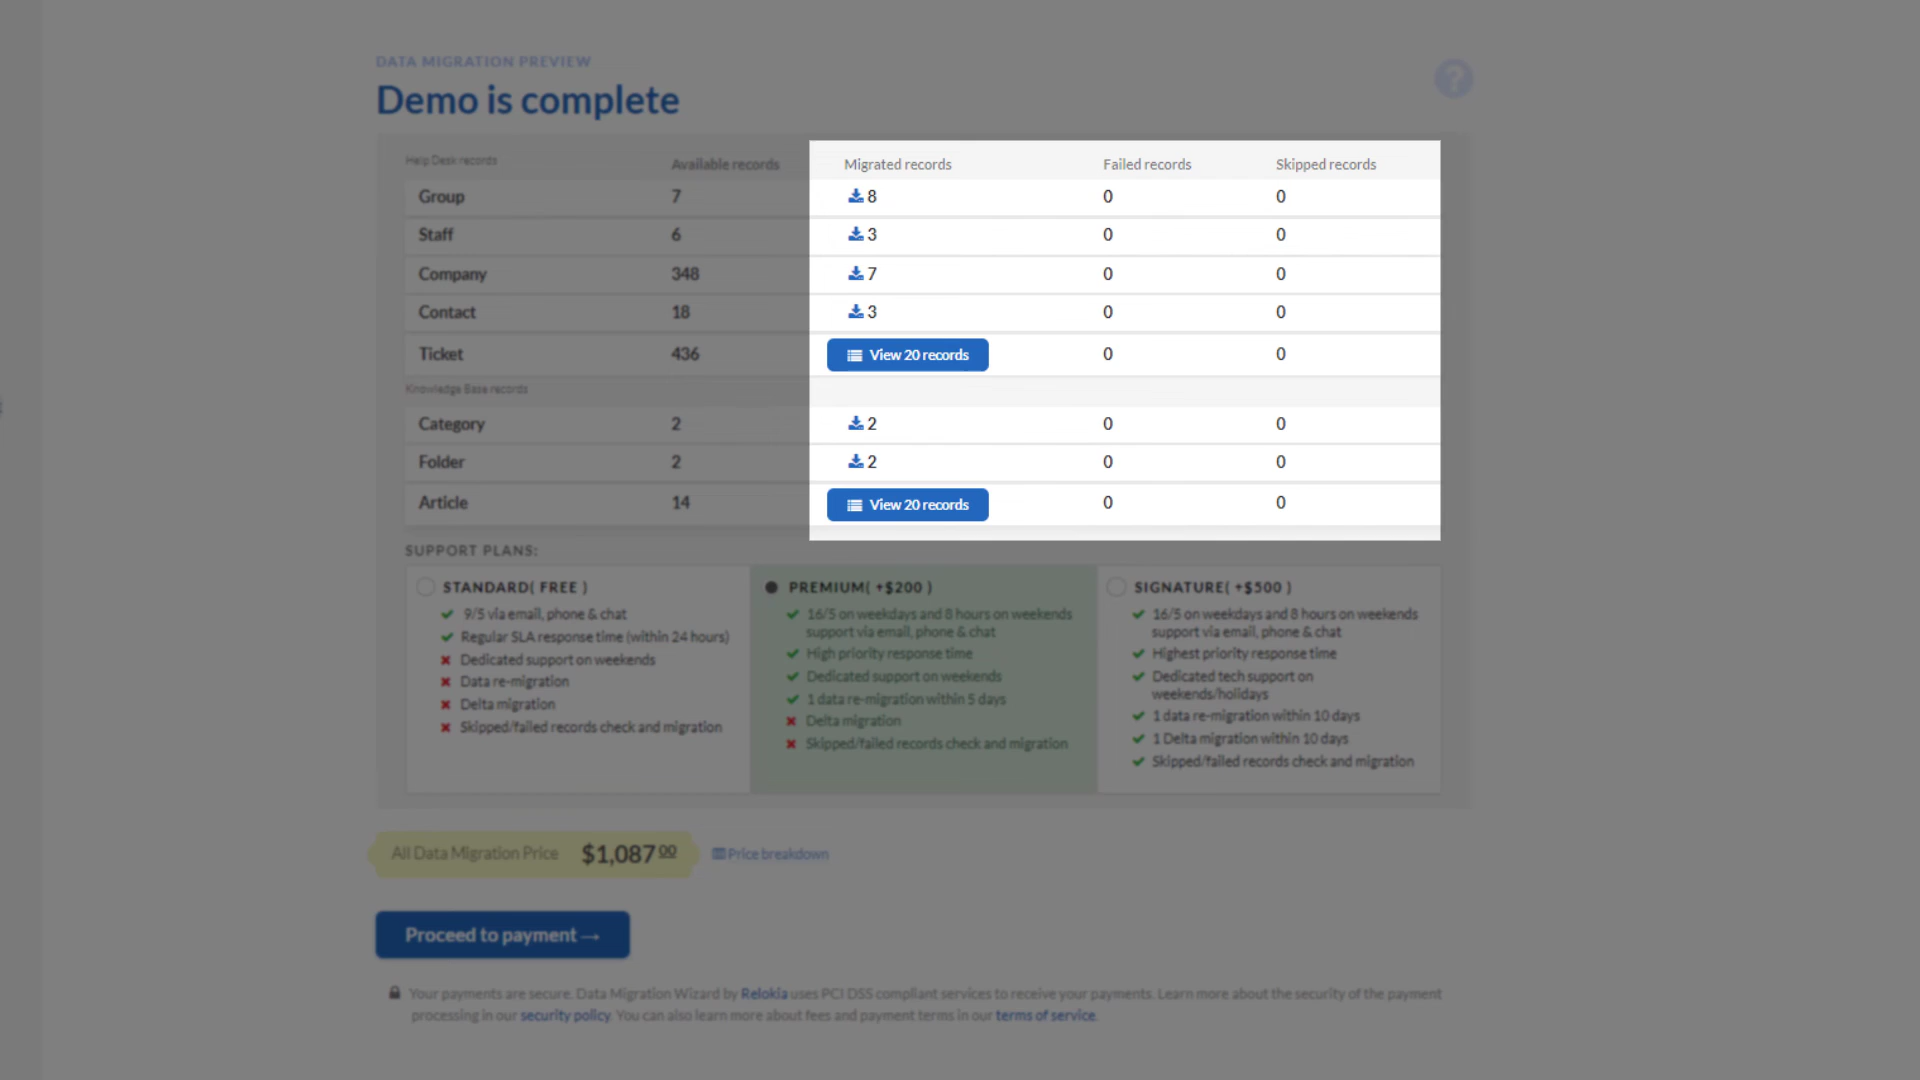 DATA MIGRATION PREVIEW
Demo is complete
Help Desk records Available records Migrated records Failed records Skipped records
Group 7 8 0 0
Staff 6 3 0 0
Company 348 7 0 0
Contact 18 3 0 0
Ticket 436 View 20 records 0 0
Knowledge Base records
Category 2 2 0 0
Folder 2 2 0 0
Article 14 View 20 records 0 0
SUPPORT PLANS:
STANDARD( FREE )
9/5 via email, phone & chat
Regular SLA response time (within 24 hours)
Dedicated support on weekends
Data re-migration
Delta migration
Skipped/failed records check and migration
PREMIUM( +$200 )
16/5 on weekdays and 8 hours on weekends
support via email, phone & chat
High priority response time
Dedicated support on weekends
1 data re-migration within 5 days
Delta migration
Skipped/failed records check and migration
SIGNATURE( +$500 )
16/5 on weekdays and 8 hours on weekends
support via email, phone & chat
Highest priority response time
Dedicated tech support on
weekends/holidays
1 data re-migration within 10 days
1 Delta migration within 10 days
Skipped/failed records check and migration
All Data Migration Price $1,087 00 Price breakdown
Proceed to payment →
Your payments are secure. Data Migration Wizard by Relokia uses PCI DSS compliant services to receive your payments. Learn more about the security of the payment
processing in our security policy. You can also learn more about fees and payment terms in our terms of service.